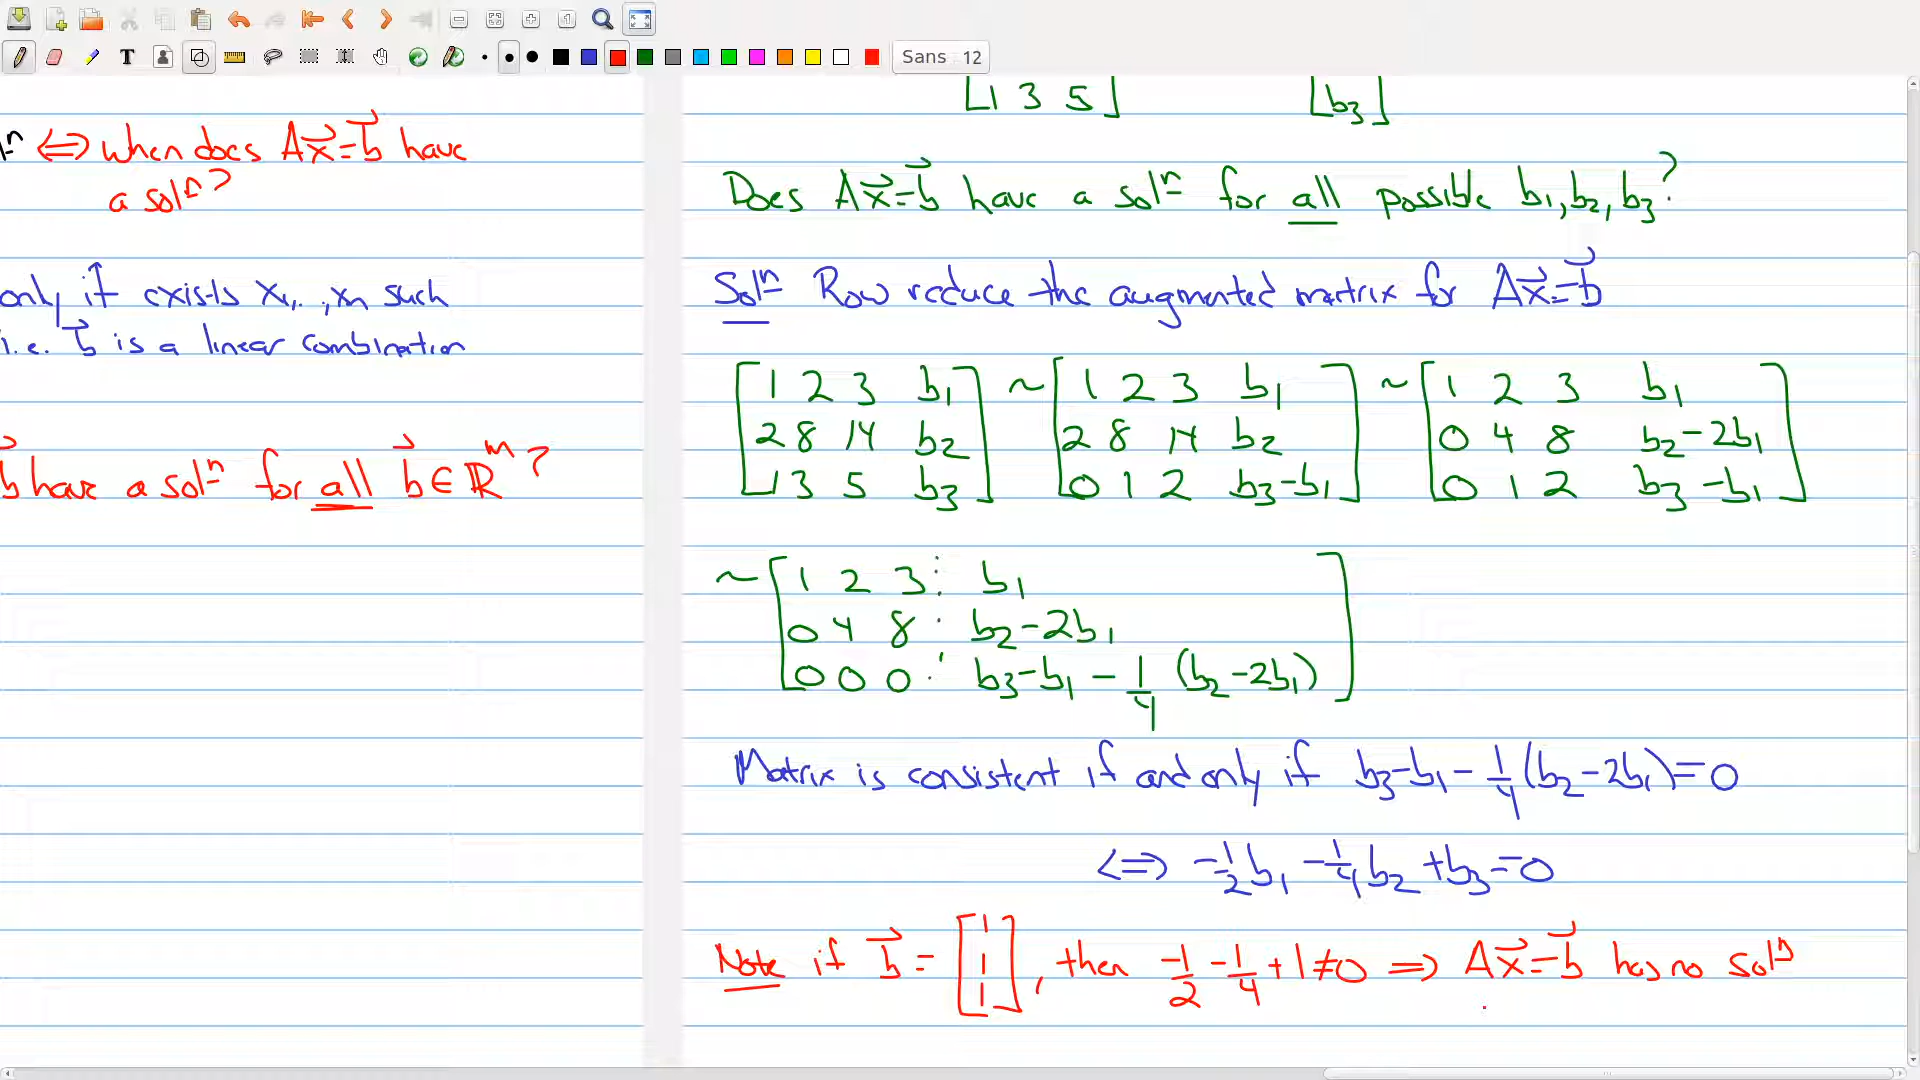 Sans 12
n ⟺ when does Ax⃗=b⃗ have
a solⁿ?
only if exists x₁,..,xn such
i.e. b⃗ is a linear combination
b⃗ have a solⁿ for all b⃗∈ℝᵐ?
[1 3 5] [b₃]
Does Ax⃗=b⃗ have a solⁿ for all possible b₁,b₂,b₃?
Solⁿ Row reduce the augmented matrix for Ax⃗=b⃗
[1 2 3 b₁ ] ~ [1 2 3 b₁ ] ~ [1 2 3 b₁ ]
[2 8 14 b₂ ] [2 8 14 b₂ ] [0 4 8 b₂-2b₁ ]
[1 3 5 b₃ ] [0 1 2 b₃-b₁ ] [0 1 2 b₃-b₁ ]
~ [1 2 3 ⋮ b₁ ]
[0 4 8 ⋮ b₂-2b₁ ]
[0 0 0 ⋮ b₃-b₁ - 1/4 (b₂-2b₁) ]
Matrix is consistent if and only if b₃-b₁-1/4(b₂-2b₁)=0
⟺ -1/2b₁ -1/4b₂ +b₃=0
Note if b⃗ = [1 1 1], then -1/2 -1/4 +1≠0 ⟹ Ax⃗=b⃗ has no solⁿ